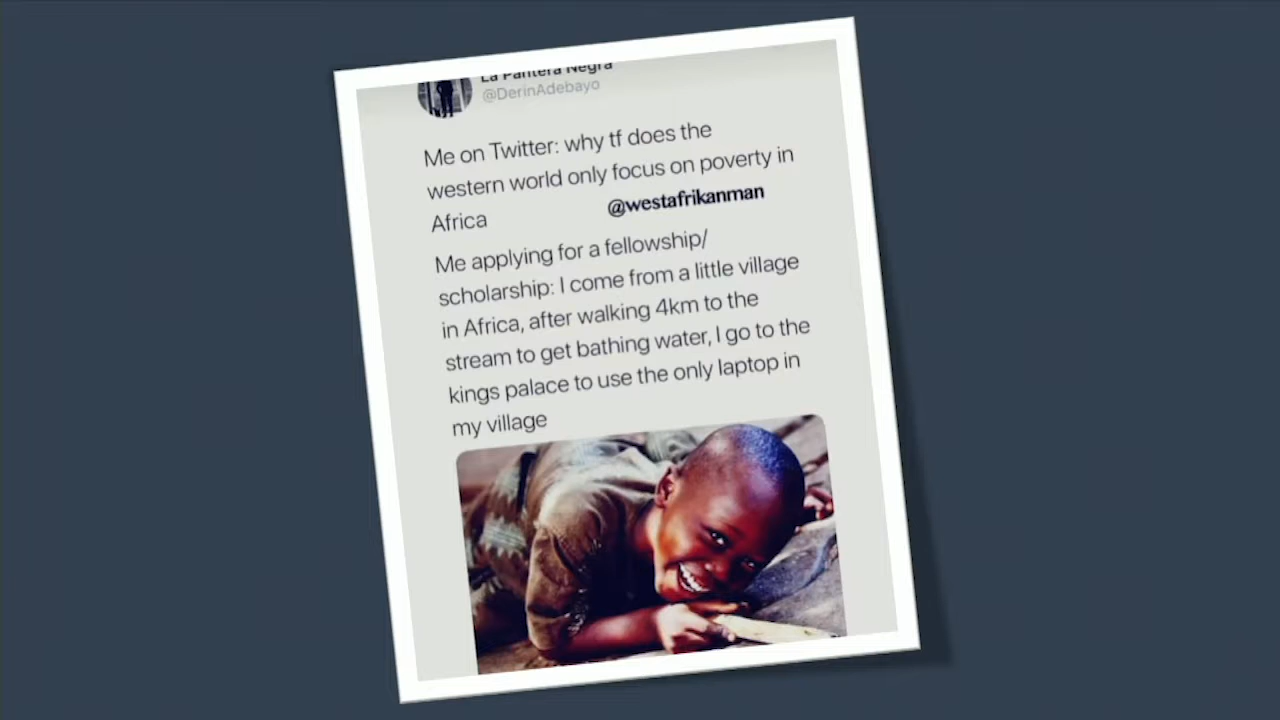 La Pantera Negra
@DerinAdebayo
Me on Twitter: why tf does the
western world only focus on poverty in
Africa
@westafrikanman
Me applying for a fellowship/
scholarship: I come from a little village
in Africa, after walking 4km to the
stream to get bathing water, I go to the
kings palace to use the only laptop in
my village